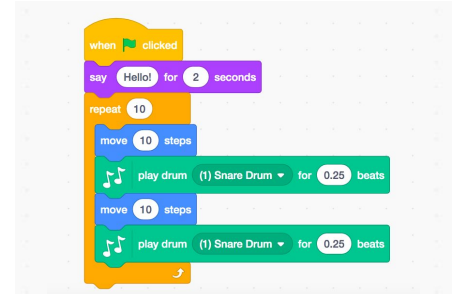 when clicked
say Hello! for 2 seconds
repeat 10
move 10 steps
play drum (1) Snare Drum for 0.25 beats
move 10 steps
play drum (1) Snare Drum for 0.25 beats